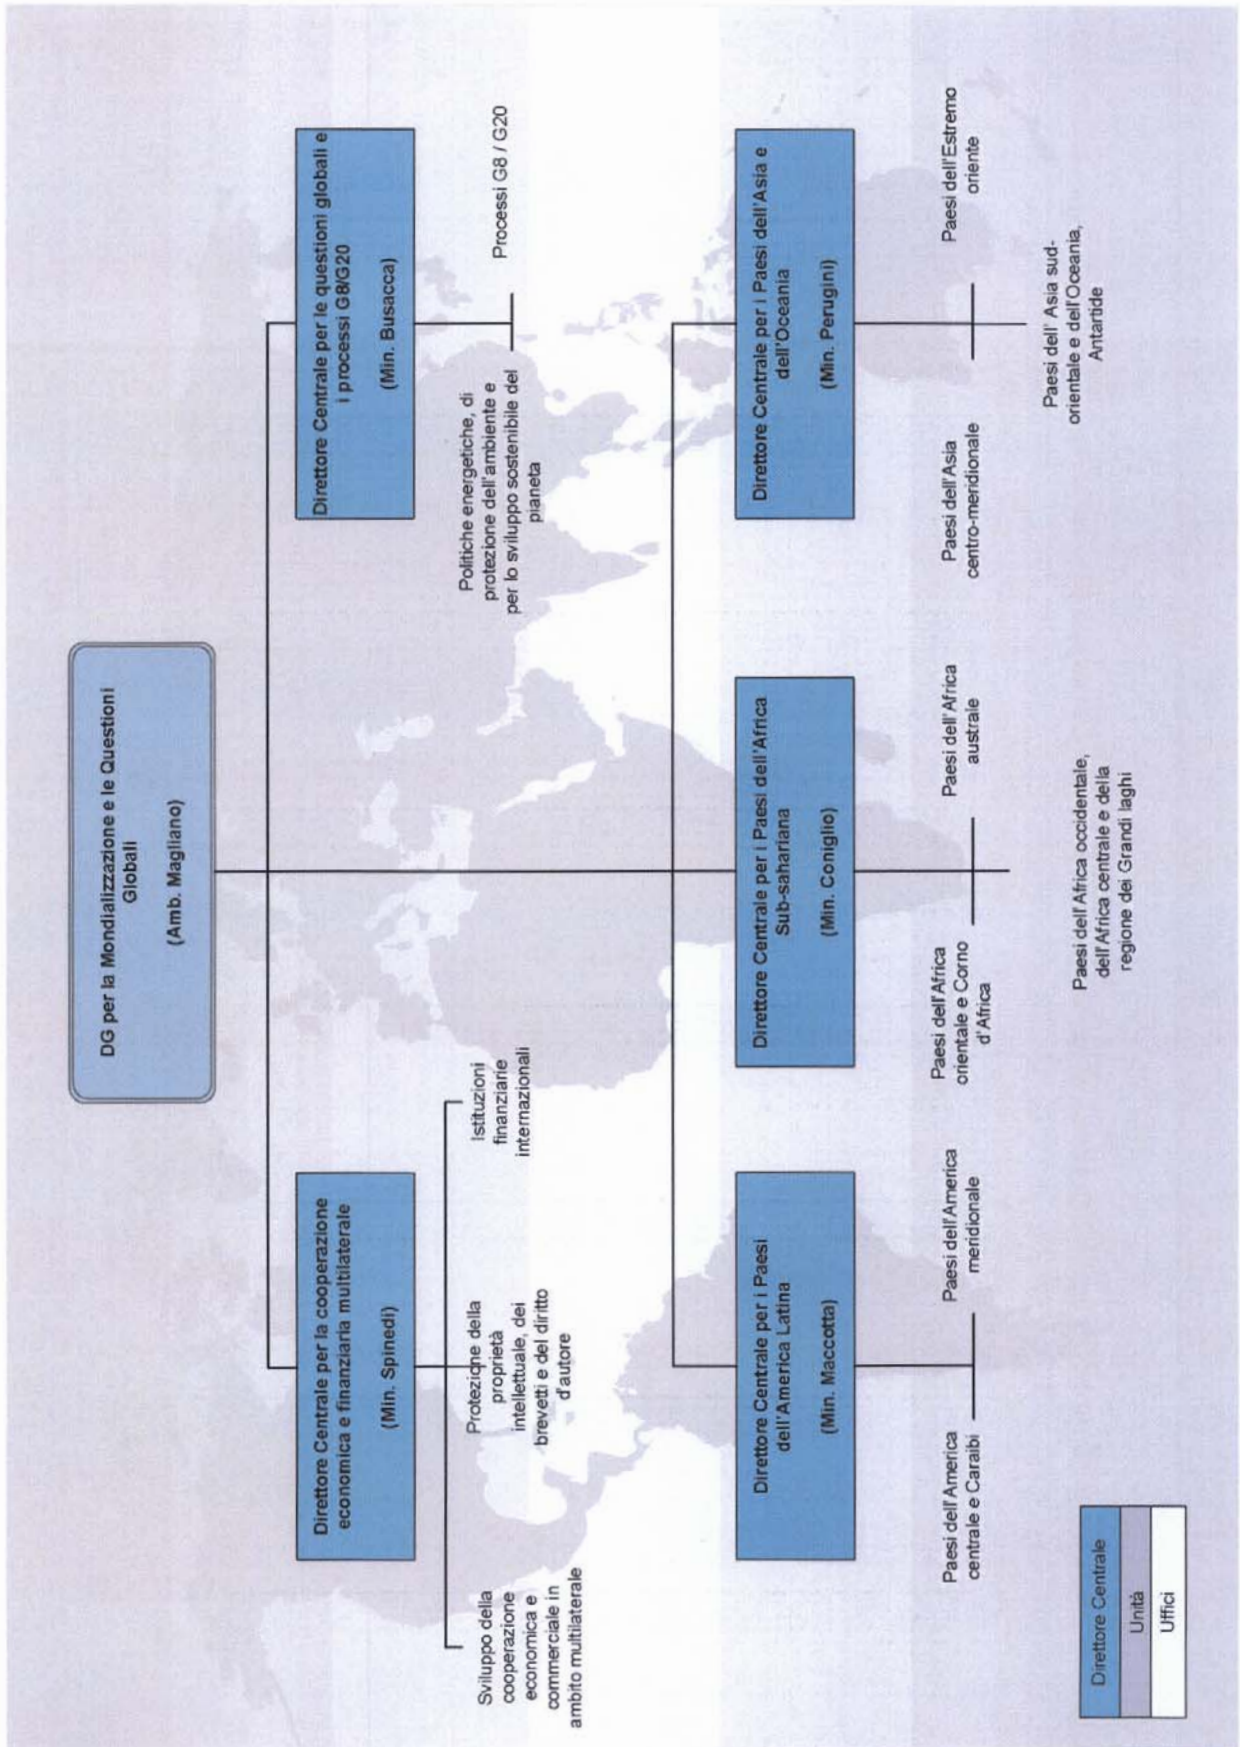 DG per la Mondializzazione e le Questioni
Globali
(Amb. Magliano)
Direttore Centrale per la cooperazione
economica e finanziaria multilaterale
(Min. Spinedi)
Sviluppo della
cooperazione
economica e
commerciale in
ambito multilaterale
Protezione della
proprietà
intellettuale, dei
brevetti e del diritto
d'autore
Istituzioni
finanziarie
internazionali
Direttore Centrale per le questioni globali e
i processi G8/G20
(Min. Busacca)
Politiche energetiche, di
protezione dell'ambiente e
per lo sviluppo sostenibile del
pianeta
Processi G8 / G20
Direttore Centrale per i Paesi
dell'America Latina
(Min. Maccotta)
Paesi dell'America
centrale e Caraibi
Paesi dell'America
meridionale
Direttore Centrale per i Paesi dell'Africa
Sub-sahariana
(Min. Coniglio)
Paesi dell'Africa
orientale e Corno
d'Africa
Paesi dell'Africa
australe
Paesi dell'Africa occidentale,
dell'Africa centrale e della
regione dei Grandi laghi
Direttore Centrale per i Paesi dell'Asia e
dell'Oceania
(Min. Perugini)
Paesi dell'Asia
centro-meridionale
Paesi dell'Estremo
oriente
Paesi dell' Asia sud-
orientale e dell'Oceania,
Antartide
Direttore Centrale
Unità
Uffici